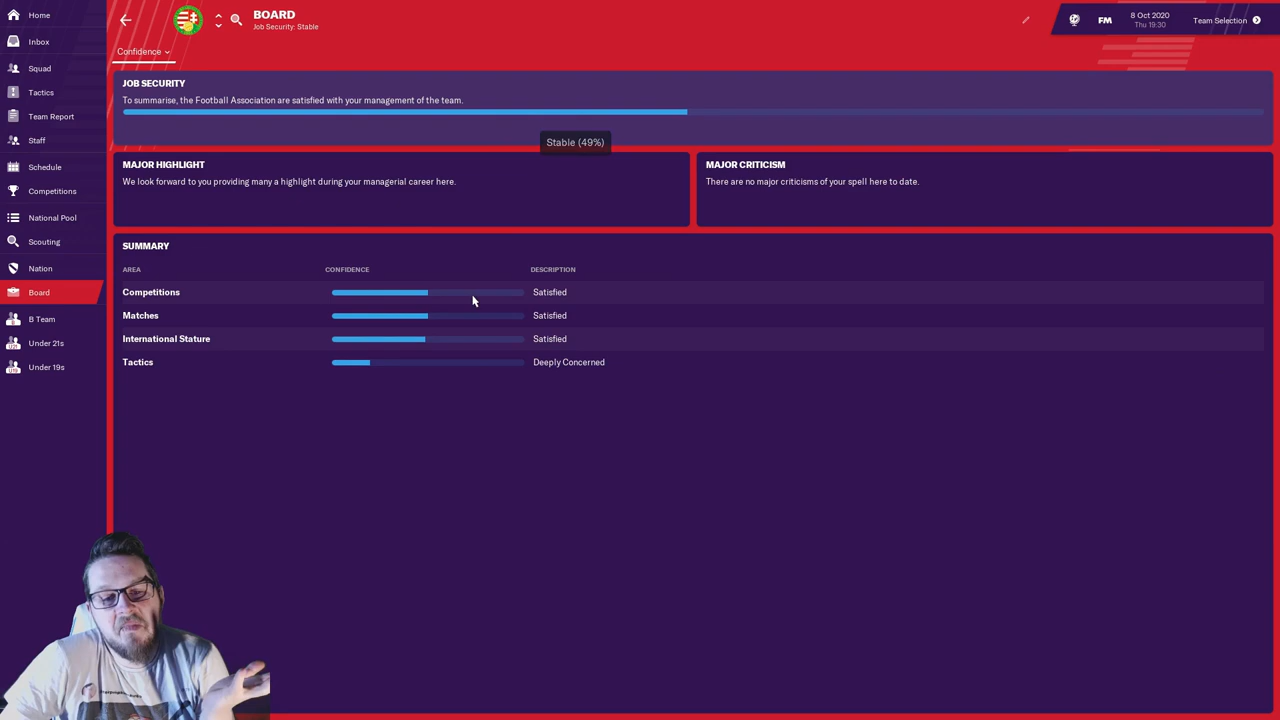 Home
Inbox
Squad
Tactics
Team Report
Staff
Schedule
Competitions
National Pool
Scouting
Nation
Board
B Team
Under 21s
Under 19s
BOARD
Job Security: Stable
FM
8 Oct 2020
Thu 19:30
Team Selection
Confidence
JOB SECURITY
To summarise, the Football Association are satisfied with your management of the team.
Stable (49%)
MAJOR HIGHLIGHT
We look forward to you providing many a highlight during your managerial career here.
MAJOR CRITICISM
There are no major criticisms of your spell here to date.
SUMMARY
AREA CONFIDENCE DESCRIPTION
Competitions Satisfied
Matches Satisfied
International Stature Satisfied
Tactics Deeply Concerned